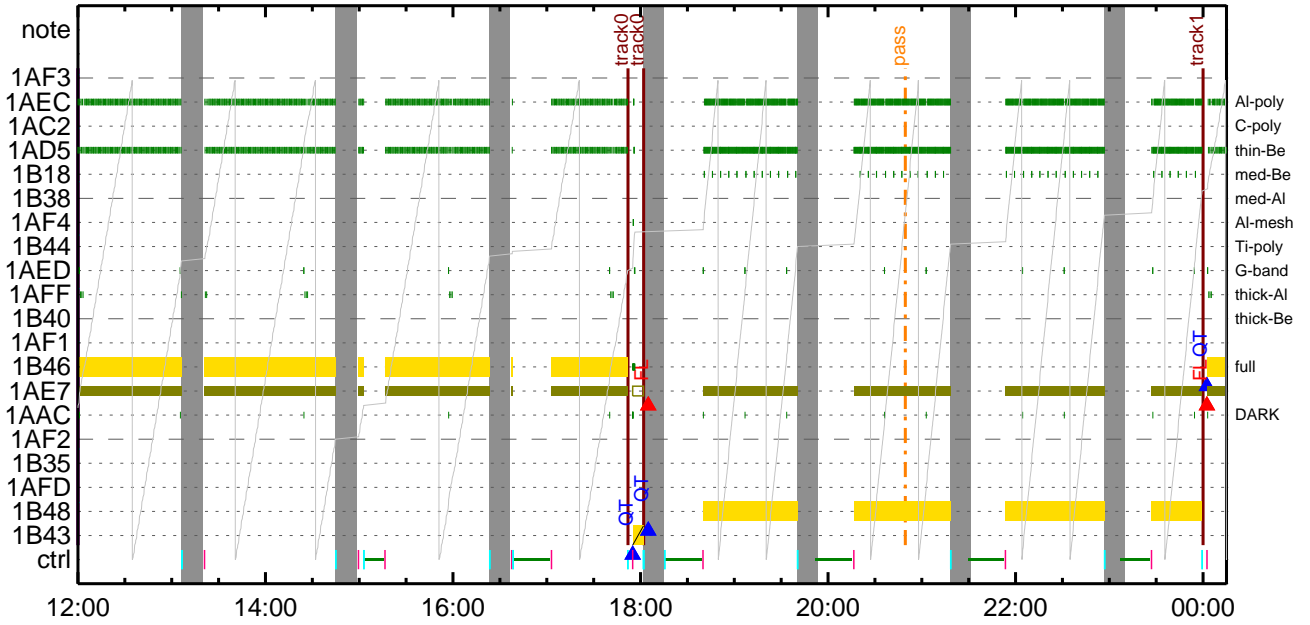 note
track0
track0
pass
track1
1AF3
1AEC Al-poly
1AC2 C-poly
1AD5 thin-Be
1B18 med-Be
1B38 med-Al
1AF4 Al-mesh
1B44 Ti-poly
1AED G-band
1AFF thick-Al
1B40 thick-Be
1AF1
QT
1B46 full
FL
FL
1AE7
1AAC DARK
1AF2
1B35
1AFD
QT
QT
1B48
1B43
ctrl
12:00 14:00 16:00 18:00 20:00 22:00 00:00